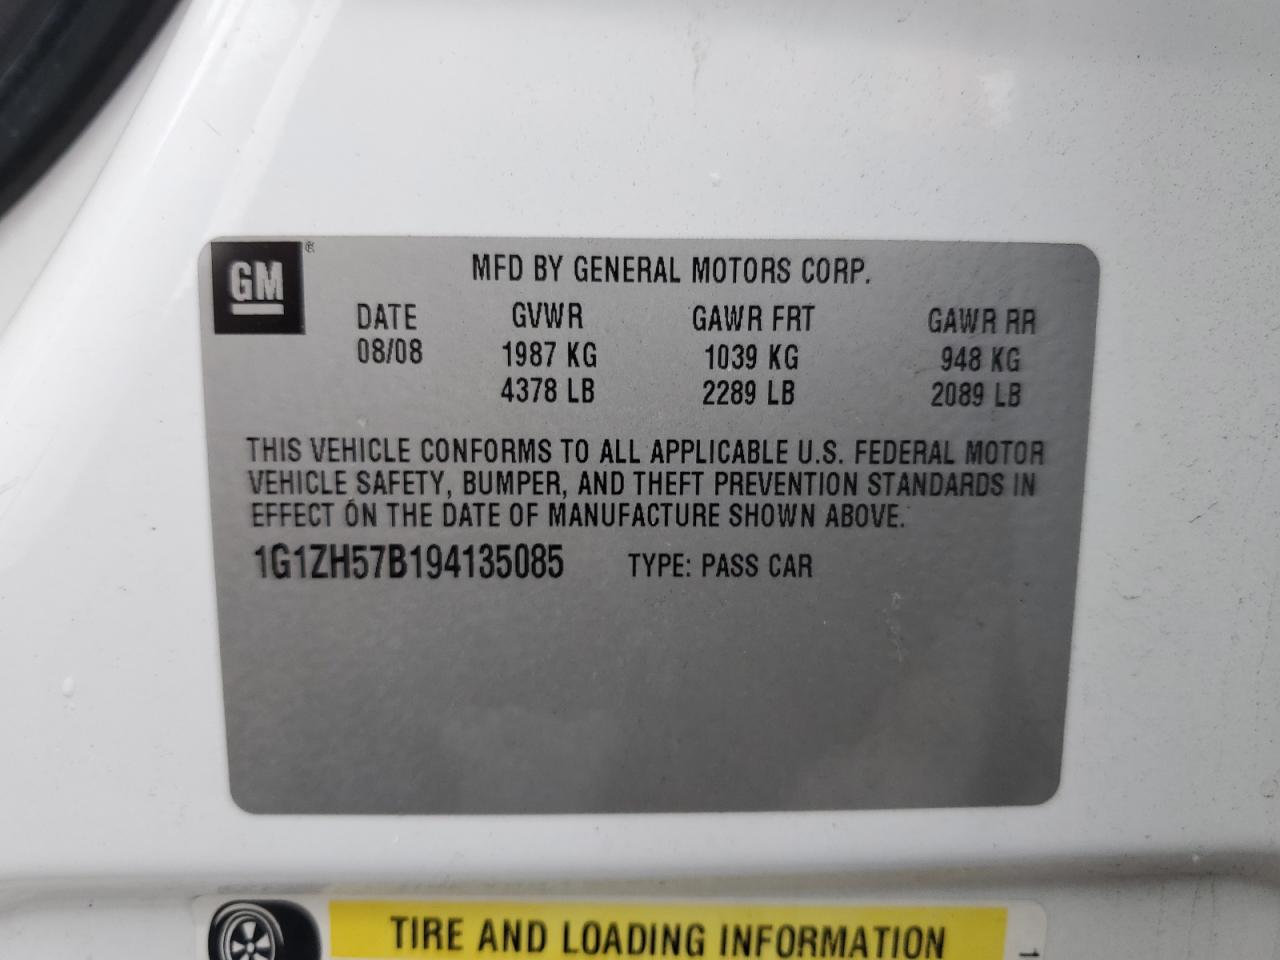 GM ®
MFD BY GENERAL MOTORS CORP.
DATE GVWR GAWR FRT GAWR RR
08/08 1987 KG 1039 KG 948 KG
4378 LB 2289 LB 2089 LB
THIS VEHICLE CONFORMS TO ALL APPLICABLE U.S. FEDERAL MOTOR
VEHICLE SAFETY, BUMPER, AND THEFT PREVENTION STANDARDS IN
EFFECT ON THE DATE OF MANUFACTURE SHOWN ABOVE.
1G1ZH57B194135085 TYPE: PASS CAR
TIRE AND LOADING INFORMATION